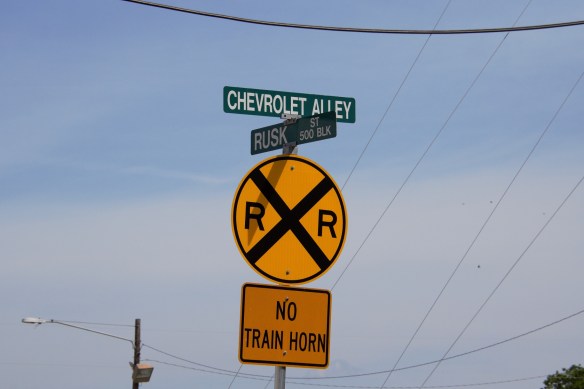 CHEVROLET ALLEY
RUSK ST
500 BLK
R R
NO
TRAIN HORN